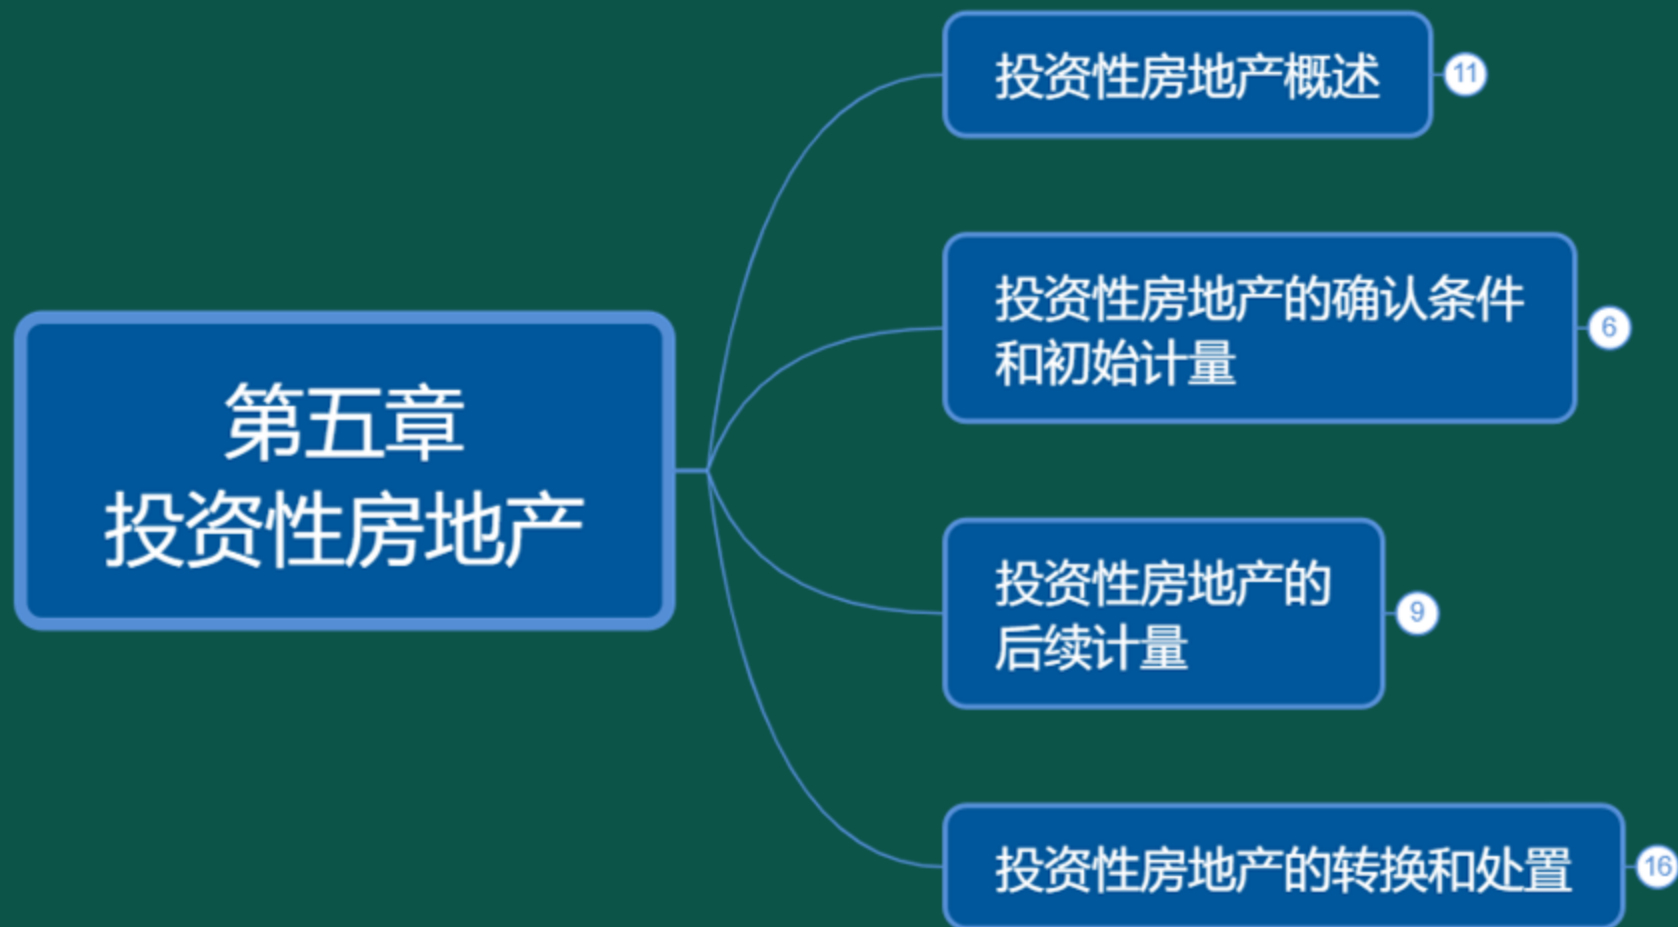 第五章
投资性房地产
投资性房地产概述
11
投资性房地产的确认条件
和初始计量
6
投资性房地产的
后续计量
9
投资性房地产的转换和处置
16